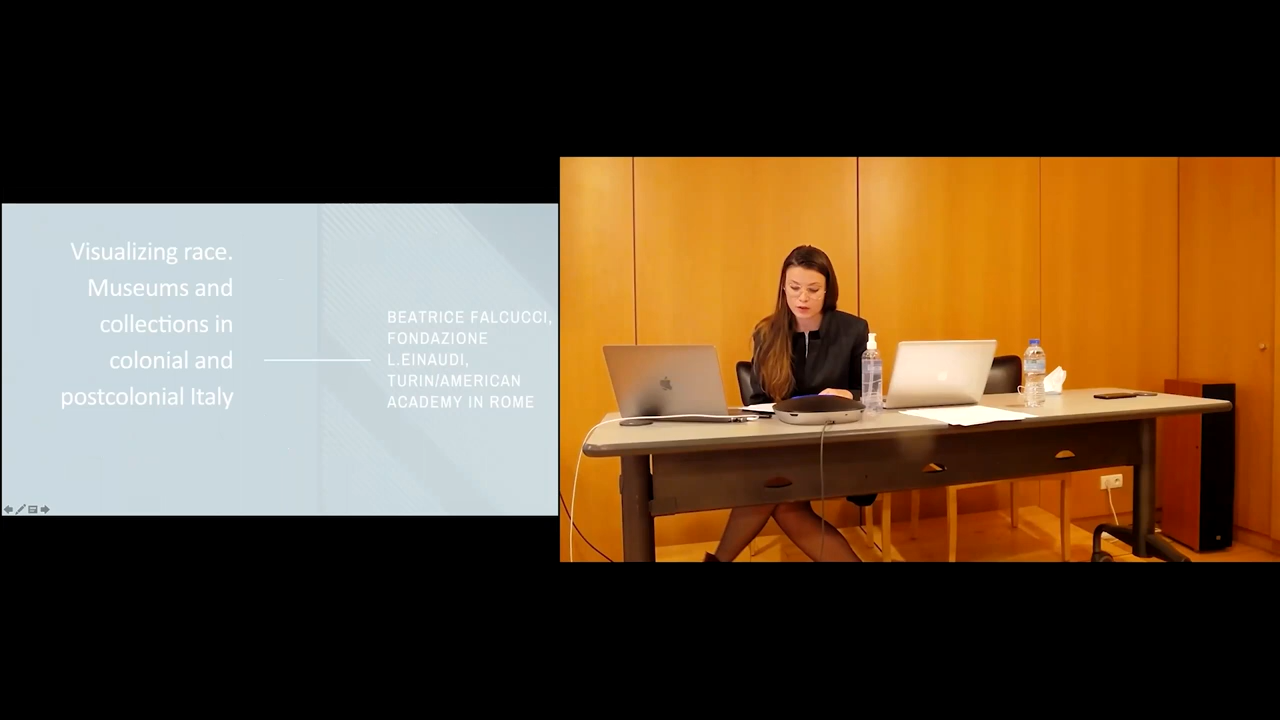 Visualizing race.
Museums and
collections in
colonial and
postcolonial Italy
BEATRICE FALCUCCI,
FONDAZIONE
L.EINAUDI,
TURIN/AMERICAN
ACADEMY IN ROME